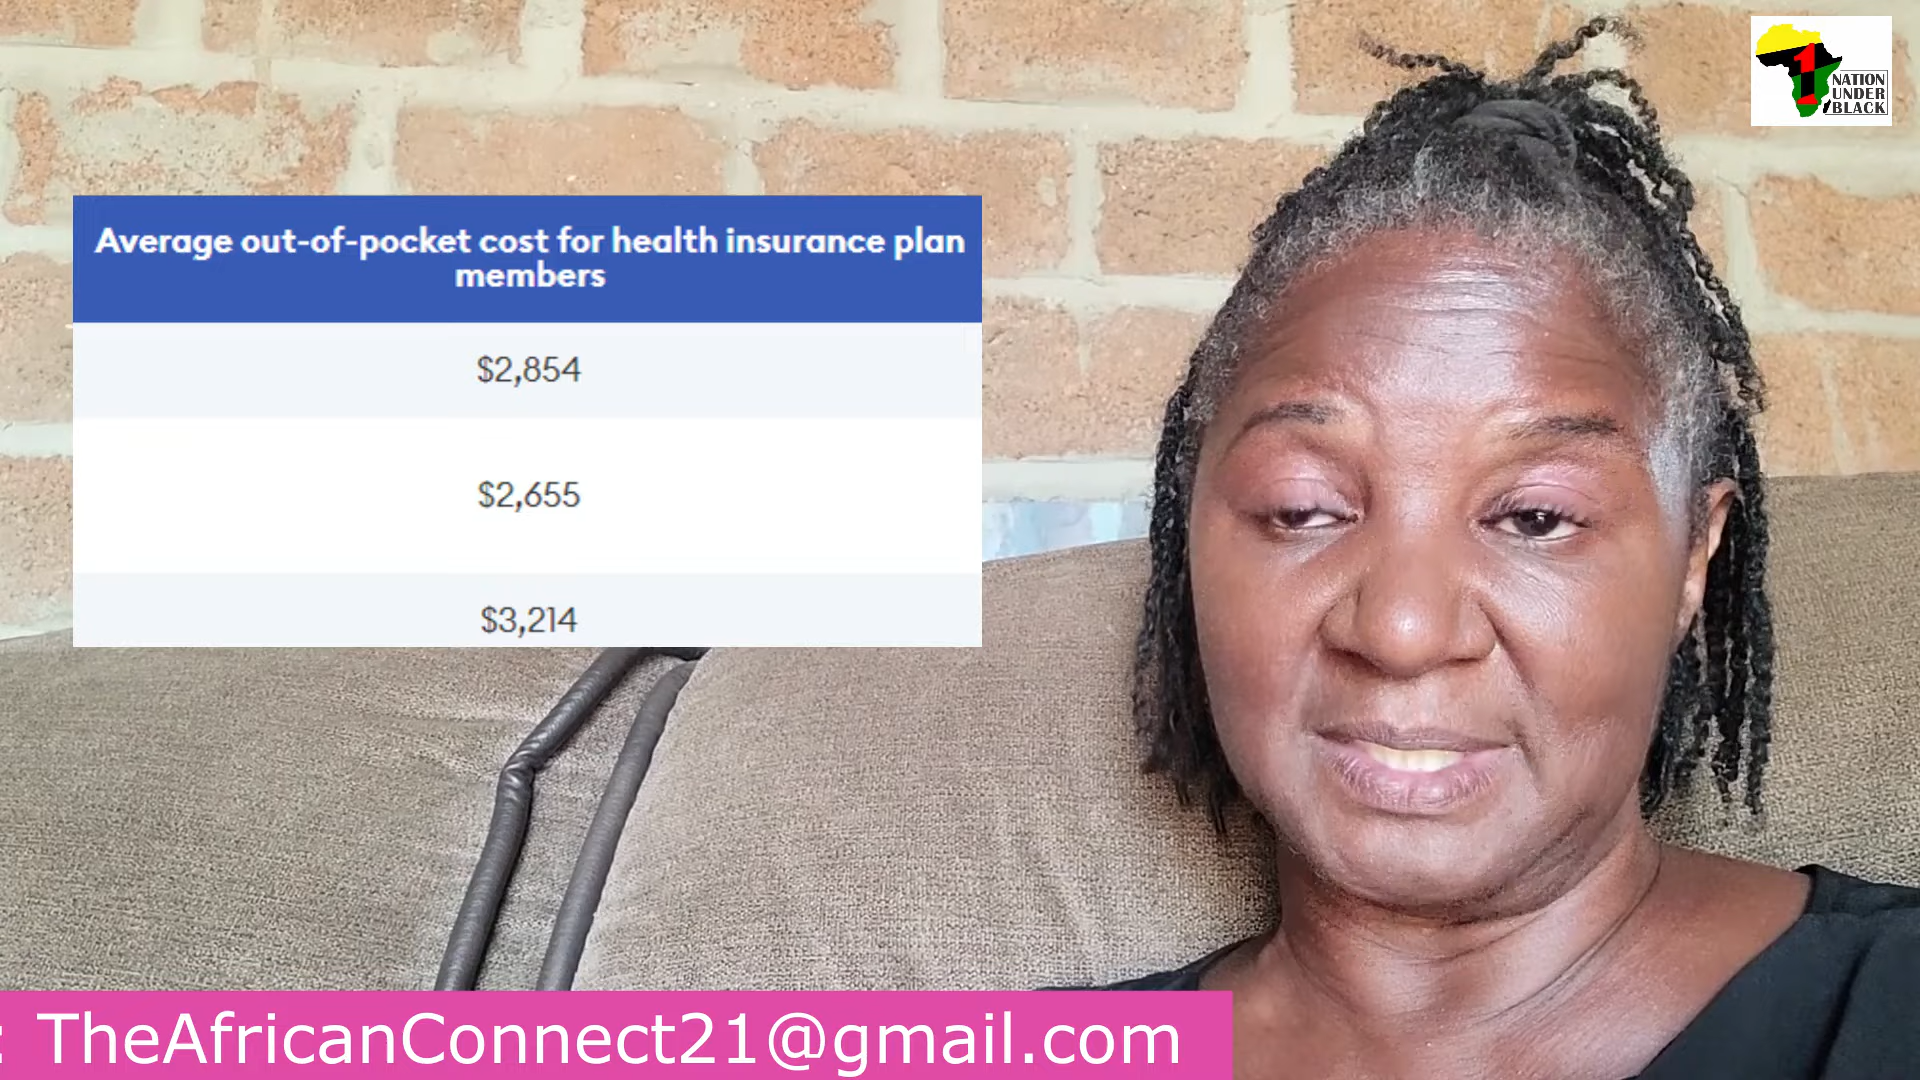 1
NATION
UNDER
BLACK
Average out-of-pocket cost for health insurance plan
members
$2,854
$2,655
$3,214
: TheAfricanConnect21@gmail.com